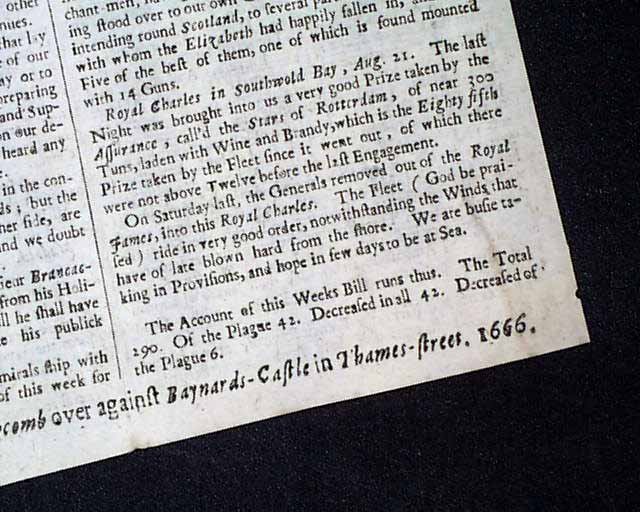 other
nues.
that lay
e of our
ay or to
preparing
and Sup-
on our de-
heard any
e.
in the con-
ds; but the
her side, are
and we doubt
ieur Brancac-
from his Holi-
ll he ſhall have
e his publick
mirals ſhip with
of this week for
chant-men,
ing ſtood over to our own
intending round Scotland, to ſeveral
with whom the Elizabeth had happily fallen in, and
Five of the beſt of them, one of which is found mounted
with 14 Guns.
Royal Charles in Southwold Bay, Aug. 21. The laſt
Night was brought into us a very good Prize taken by the
Aſſurance, call'd the Stars of Rotterdam, of near 300
Tuns, laden with Wine and Brandy, which is the Eighty fifth
Prize taken by the Fleet ſince it went out, of which there
were not above Twelve before the laſt Engagement.
On Saturday laſt, the Generals removed out of the Royal
James, into this Royal Charles. The Fleet (God be prai-
ſed) ride in very good order, notwithſtanding the Winds that
have of late blown hard from the ſhore. We are buſie ta-
king in Proviſions, and hope in few days to be at Sea.
The Account of this Weeks Bill runs thus. The Total
290. Of the Plague 42. Decreaſed in all 42. Decreaſed of
the Plague 6.
comb over againſt Baynards-Caſtle in Thames-ſtreet. 1666.